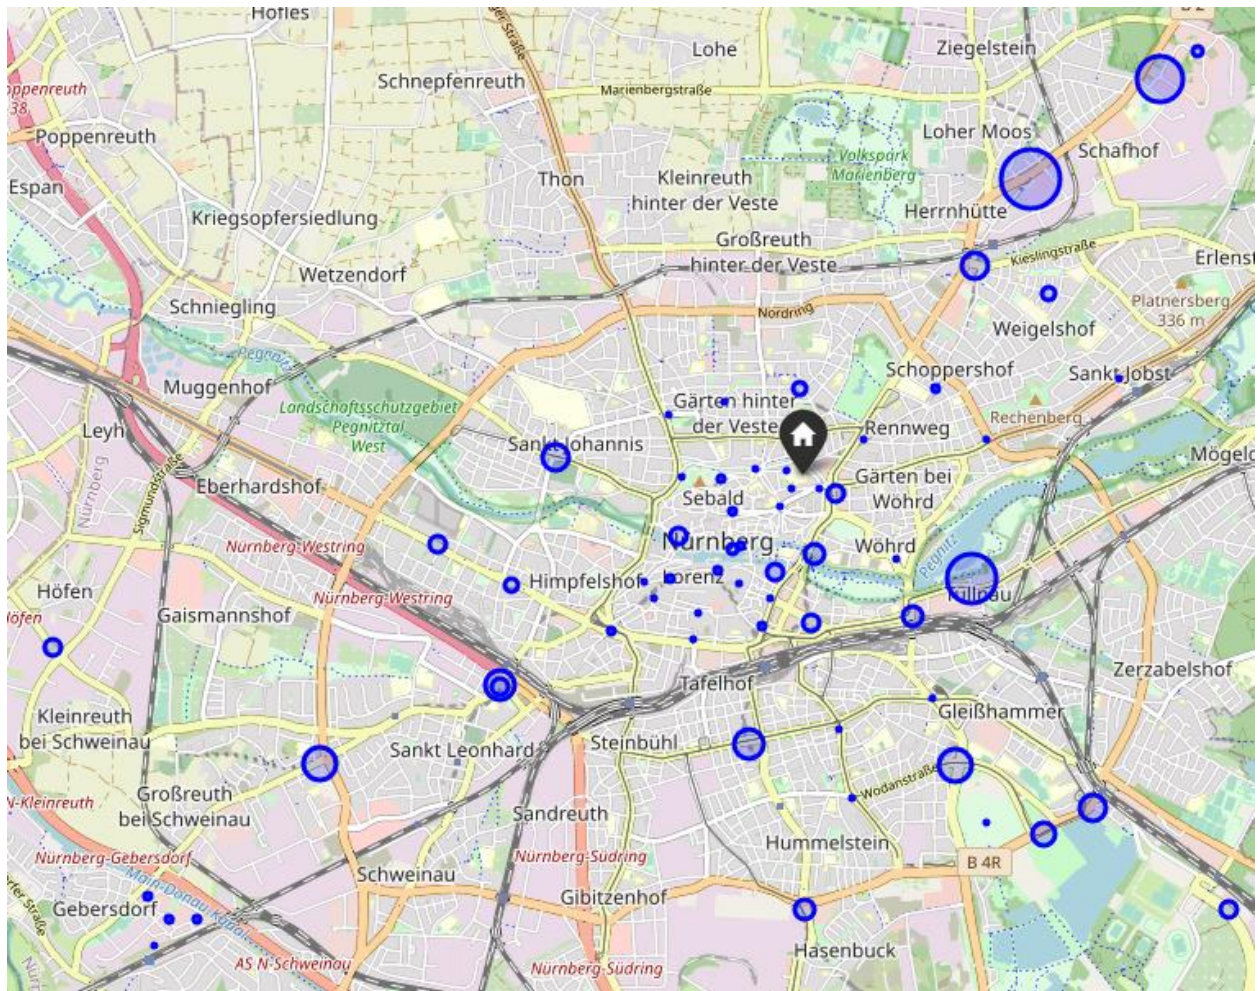 Höfles
Lohe
Ziegelstein
Schnepfenreuth
Marienbergstraße
Poppenreuth
Loher Moos
Schafhof
Volkspark
Marienberg
Espan
Thon
Kleinreuth
hinter der Veste
Kriegsopfersiedlung
Herrnhütte
Großreuth
hinter der Veste
Kieslingstraße
Wetzendorf
Schniegling
Nordring
Platnersberg
336 m
Weigelshof
Pegnitz
Muggenhof
Schoppershof
Sankt Jobst
Landschaftsschutzgebiet
Pegnitztal
West
Gärten hinter
der Veste
Rechenberg
Leyh
Rennweg
Sankt Johannis
Nürnberg
Sigmundstraße
Eberhardshof
Sebald
Gärten bei
Wöhrd
Nürnberg-Westring
Nürnberg
Wöhrd
Pegnitz
Höfen
Himpfelshof
Lorenz
Tullnau
Nürnberg-Westring
Gaismannshof
Zerzabelshof
Tafelhof
Kleinreuth
bei Schweinau
Gleißhammer
Sankt Leonhard
Steinbühl
Wodanstraße
Großreuth
bei Schweinau
N-Kleinreuth
Sandreuth
Hummelstein
Nürnberg-Gebersdorf
Nürnberg-Südring
B 4R
Schweinau
Main-Donau Kanal
Gibitzenhof
Gebersdorf
Hasenbuck
AS N-Schweinau
Nürnberg-Südring